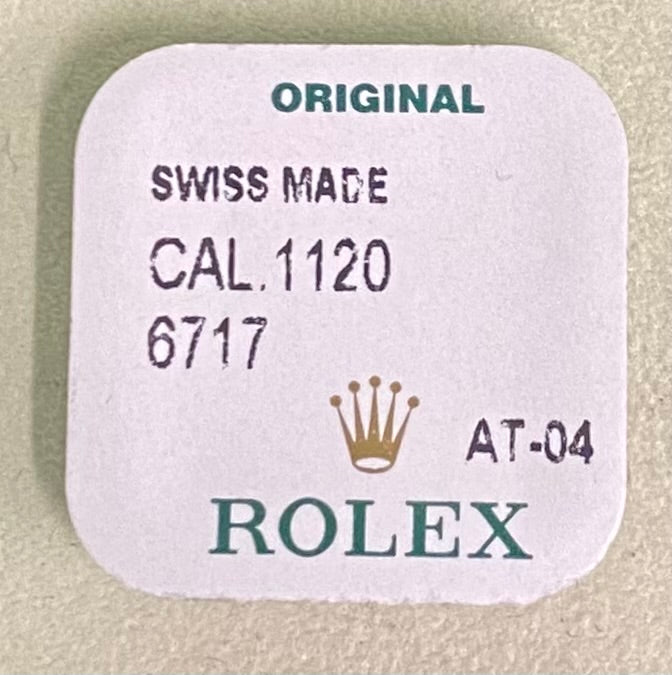 ORIGINAL
SWISS MADE
CAL.1120
6717
AT-04
ROLEX